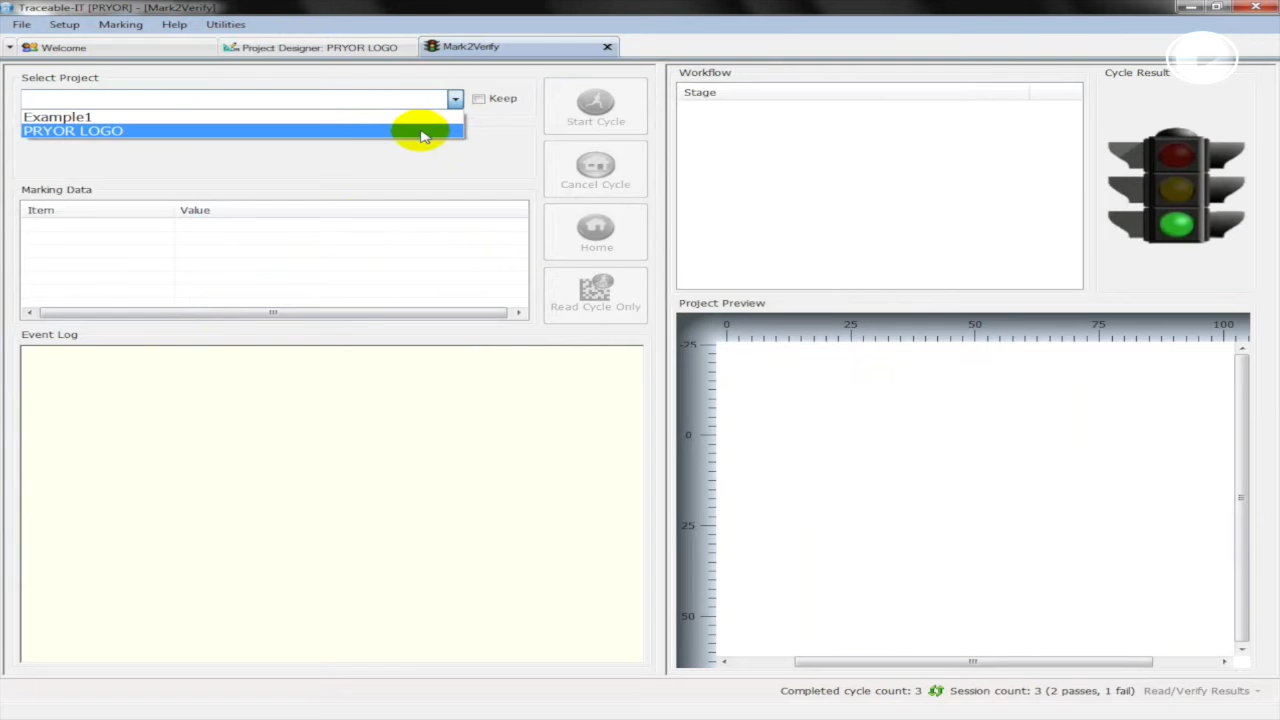 Traceable-IT [PRYOR] - [Mark2Verify]
File Setup Marking Help Utilities
Welcome Project Designer: PRYOR LOGO Mark2Verify
Select Project
Keep
Example1
PRYOR LOGO
Start Cycle
Cancel Cycle
Marking Data
Item Value
Home
Read Cycle Only
Event Log
Workflow
Stage
Cycle Result
Project Preview
0 25 50 75 100
-25
0
25
50
Completed cycle count: 3 Session count: 3 (2 passes, 1 fail) Read/Verify Results